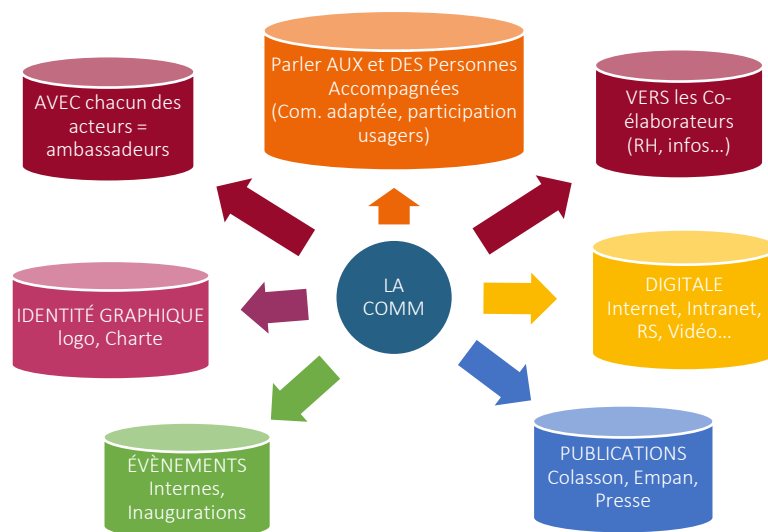 Parler AUX et DES Personnes
Accompagnées
(Com. adaptée, participation
usagers)
AVEC chacun des
acteurs =
ambassadeurs
VERS les Co-
élaborateurs
(RH, infos...)
LA
COMM
IDENTITÉ GRAPHIQUE
logo, Charte
DIGITALE
Internet, Intranet,
RS, Vidéo...
ÉVÈNEMENTS
Internes,
Inaugurations
PUBLICATIONS
Colasson, Empan,
Presse